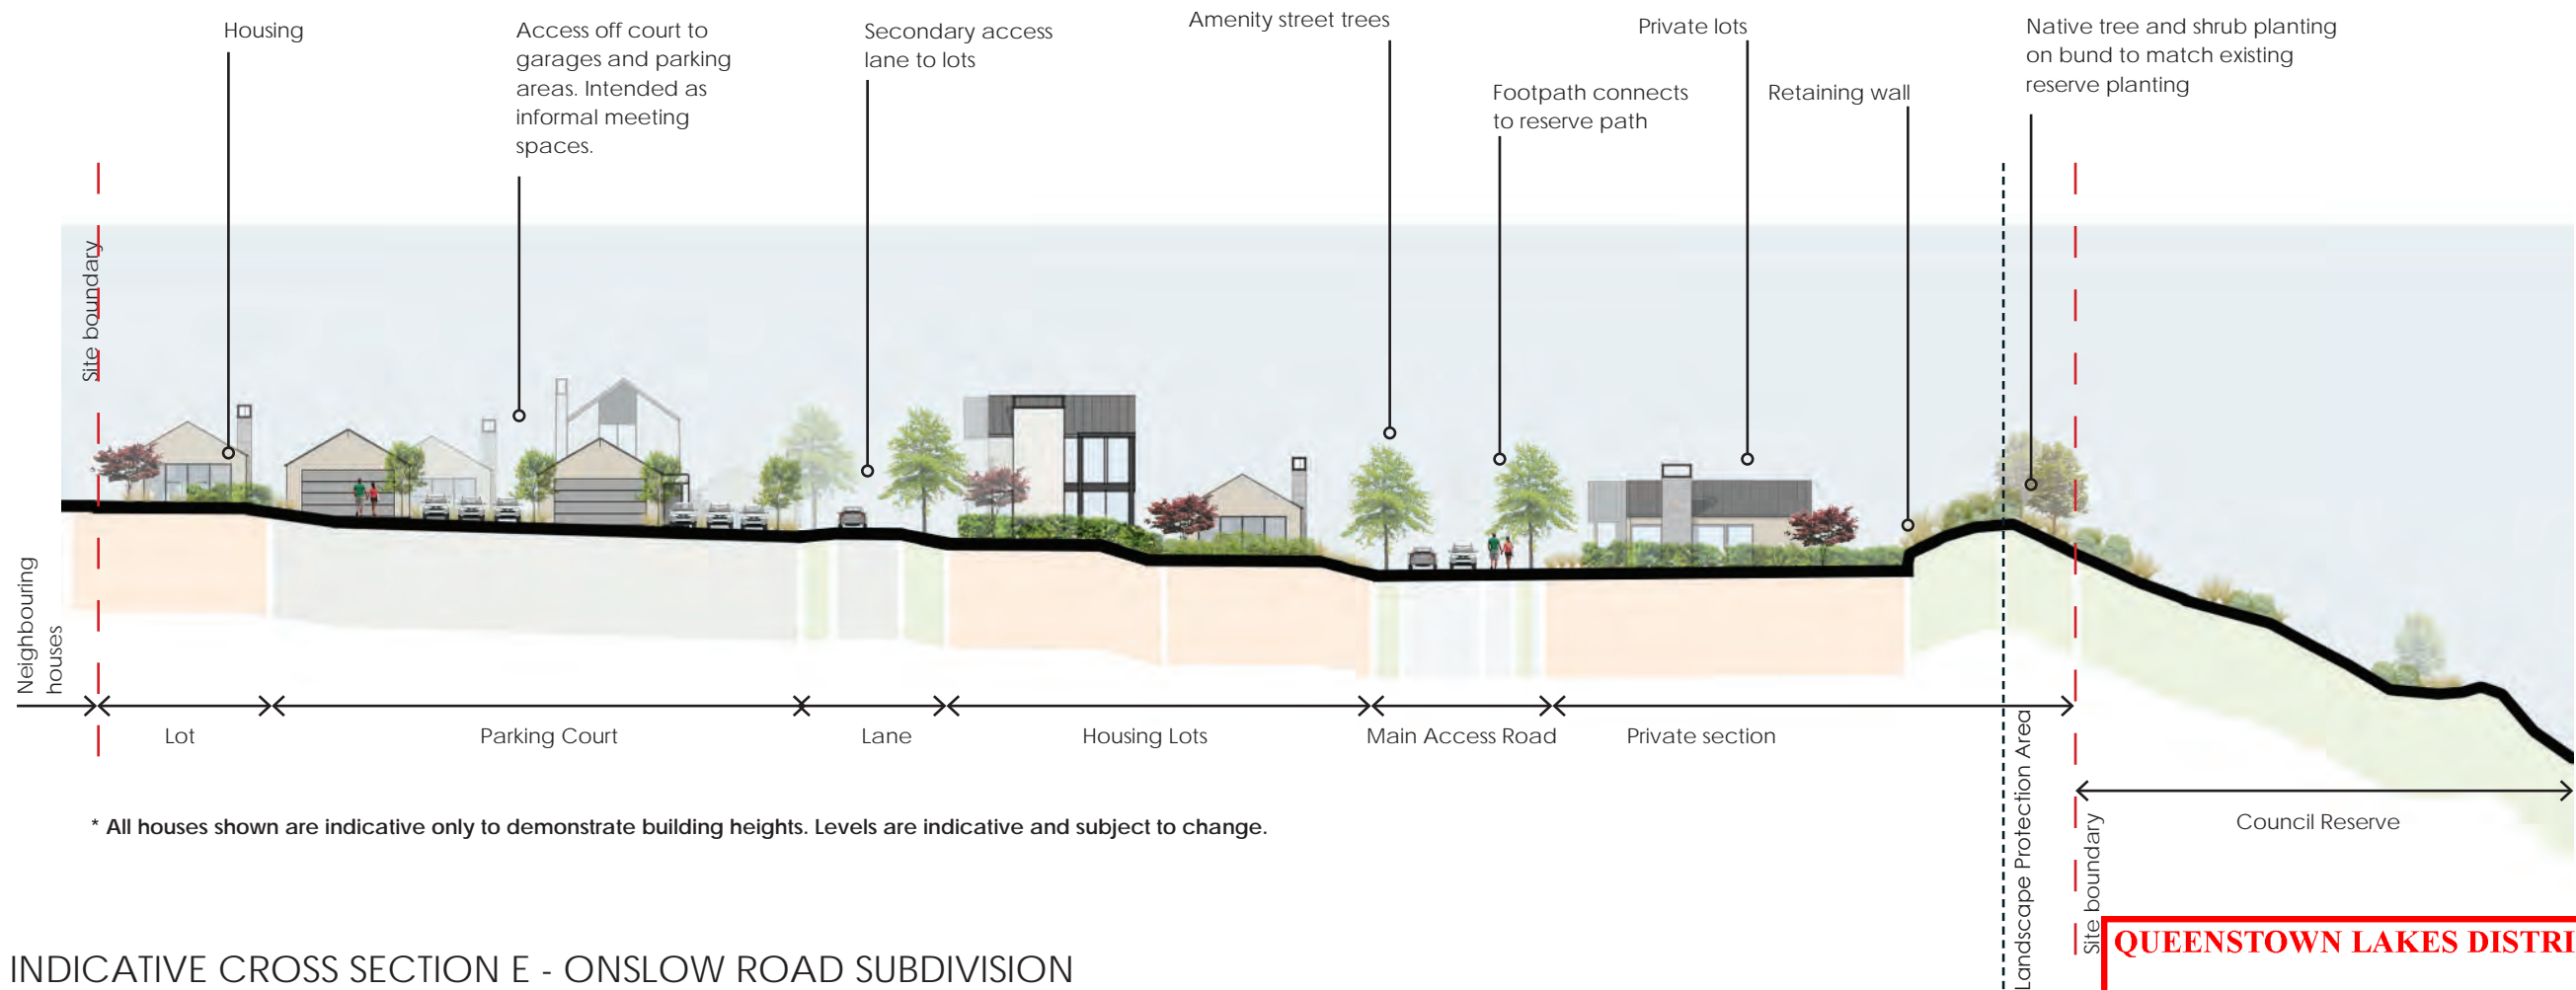 Housing
Access off court to
garages and parking
areas. Intended as
informal meeting
spaces.
Secondary access
lane to lots
Amenity street trees
Footpath connects
to reserve path
Private lots
Retaining wall
Native tree and shrub planting
on bund to match existing
reserve planting
Site boundary
Neighbouring
houses
Lot
Parking Court
Lane
Housing Lots
Main Access Road
Private section
Landscape Protection Area
Site boundary
Council Reserve
* All houses shown are indicative only to demonstrate building heights. Levels are indicative and subject to change.
INDICATIVE CROSS SECTION E - ONSLOW ROAD SUBDIVISION
QUEENSTOWN LAKES DISTRI